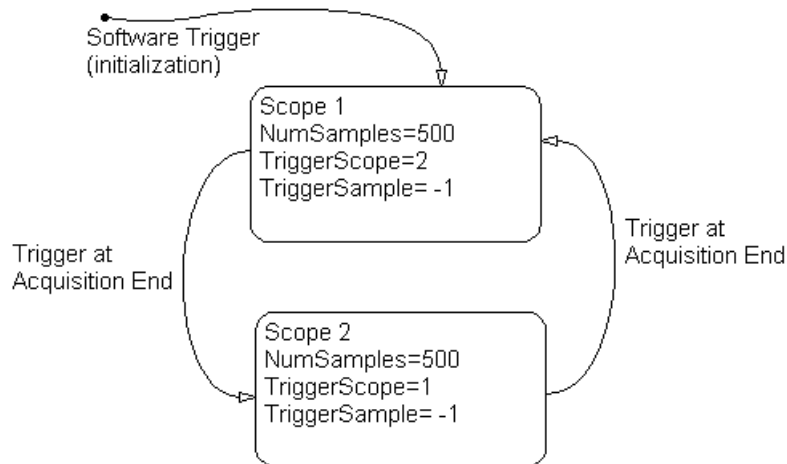 Software Trigger
(initialization)
Scope 1
NumSamples=500
TriggerScope=2
TriggerSample= -1
Trigger at
Acquisition End
Trigger at
Acquisition End
Scope 2
NumSamples=500
TriggerScope=1
TriggerSample= -1